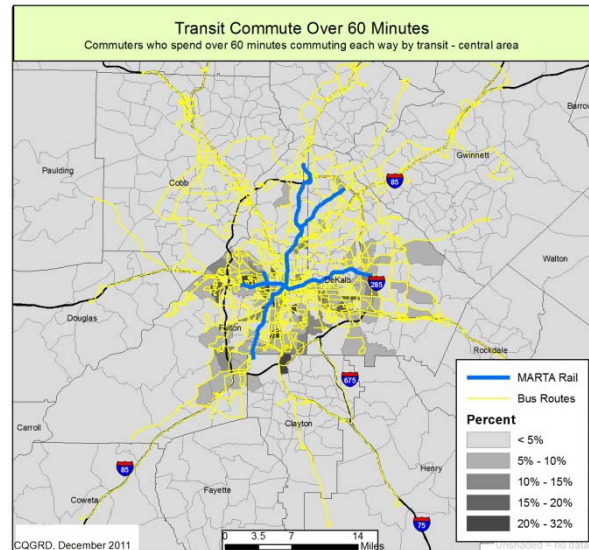 Transit Commute Over 60 Minutes
Commuters who spend over 60 minutes commuting each way by transit - central area
Barrow
Gwinnett
85
Paulding
Cobb
Walton
DeKalb
285
Douglas
Fulton
Rockdale
675
Carroll
Clayton
85
Henry
Coweta
Fayette
75
MARTA Rail
Bus Routes
Percent
< 5%
5% - 10%
10% - 15%
15% - 20%
20% - 32%
Unshaded = no data
CQGRD, December 2011
0 3.5 7 14
Miles